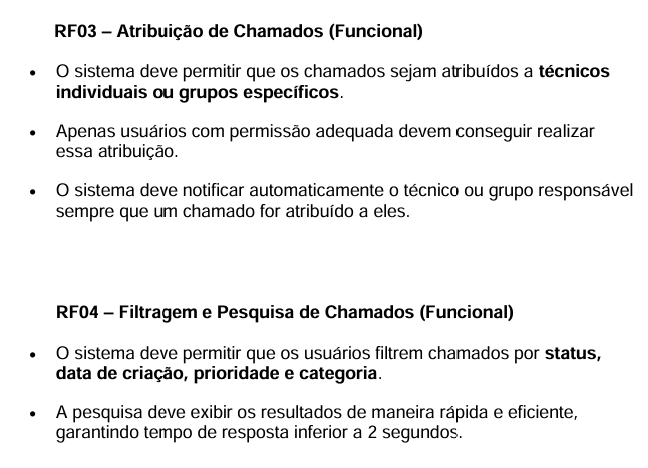 RF03 – Atribuição de Chamados (Funcional)
• O sistema deve permitir que os chamados sejam atribuídos a técnicos
individuais ou grupos específicos.
• Apenas usuários com permissão adequada devem conseguir realizar
essa atribuição.
• O sistema deve notificar automaticamente o técnico ou grupo responsável
sempre que um chamado for atribuído a eles.
RF04 – Filtragem e Pesquisa de Chamados (Funcional)
• O sistema deve permitir que os usuários filtrem chamados por status,
data de criação, prioridade e categoria.
• A pesquisa deve exibir os resultados de maneira rápida e eficiente,
garantindo tempo de resposta inferior a 2 segundos.